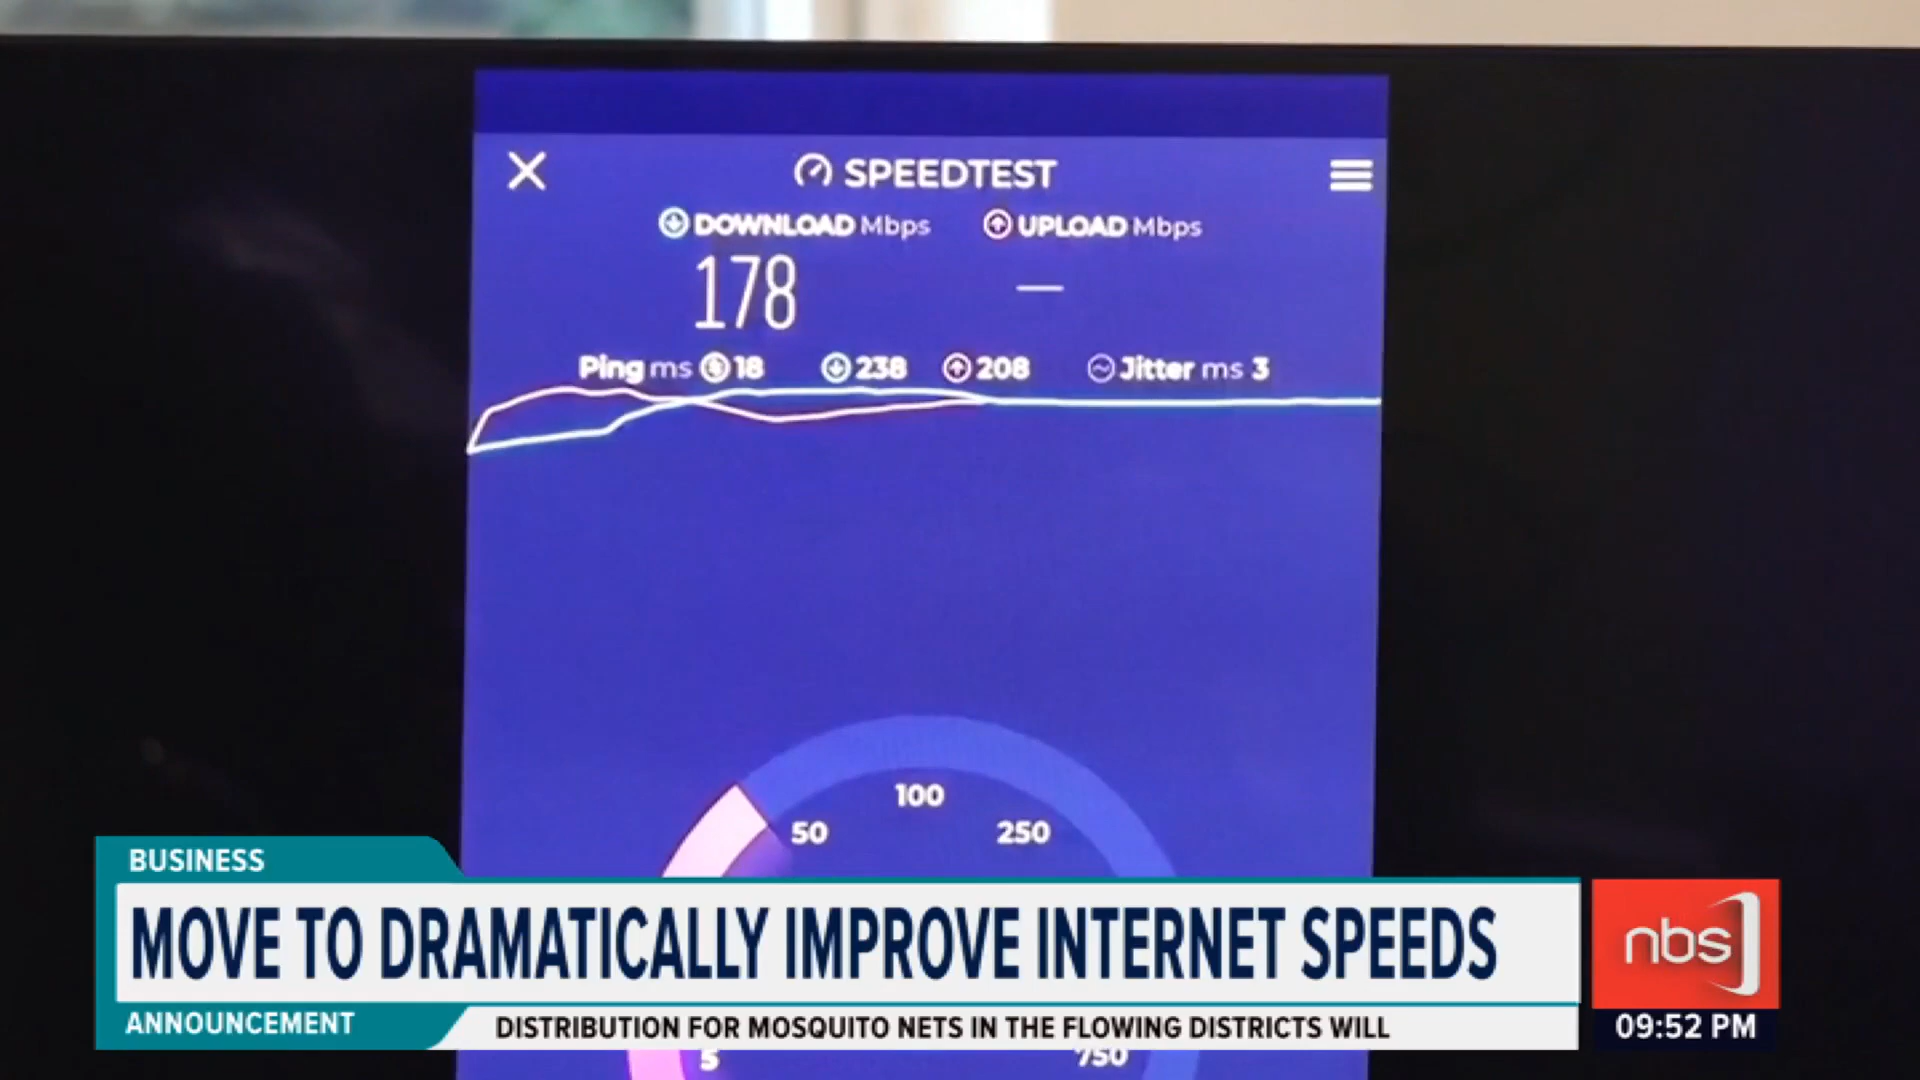 SPEEDTEST
DOWNLOAD Mbps UPLOAD Mbps
178 —
Ping ms 18 238 208 Jitter ms 3
100
50 250
BUSINESS
MOVE TO DRAMATICALLY IMPROVE INTERNET SPEEDS
nbs
ANNOUNCEMENT DISTRIBUTION FOR MOSQUITO NETS IN THE FLOWING DISTRICTS WILL
09:52 PM
5 750